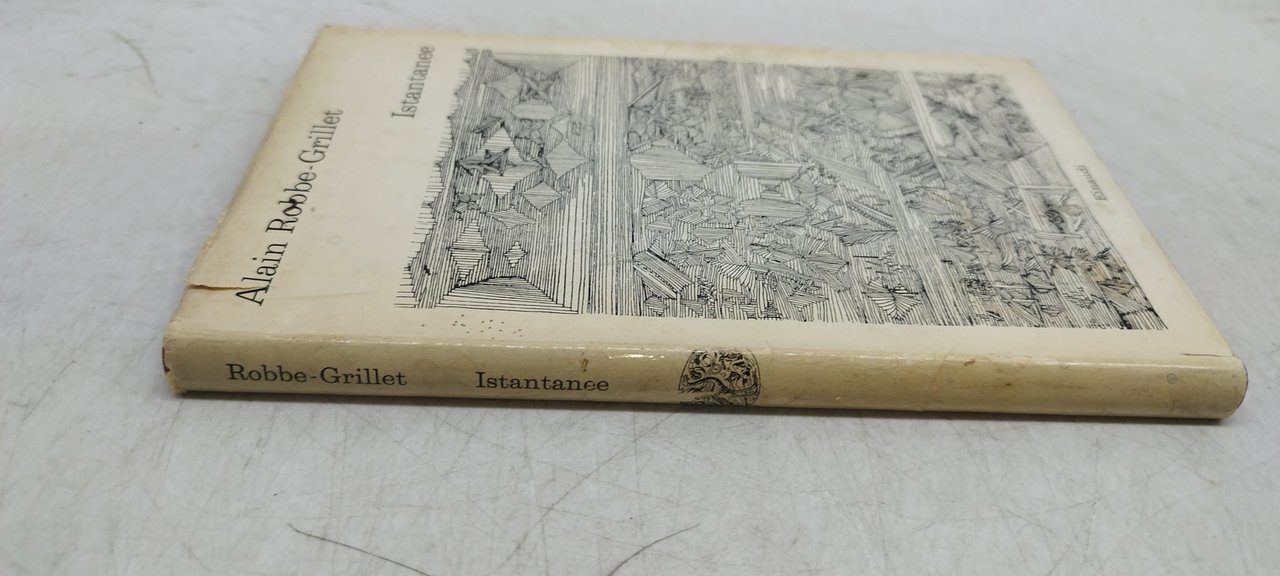 Alain Robbe-Grillet
Istantanee
Einaudi
Robbe-Grillet Istantanee